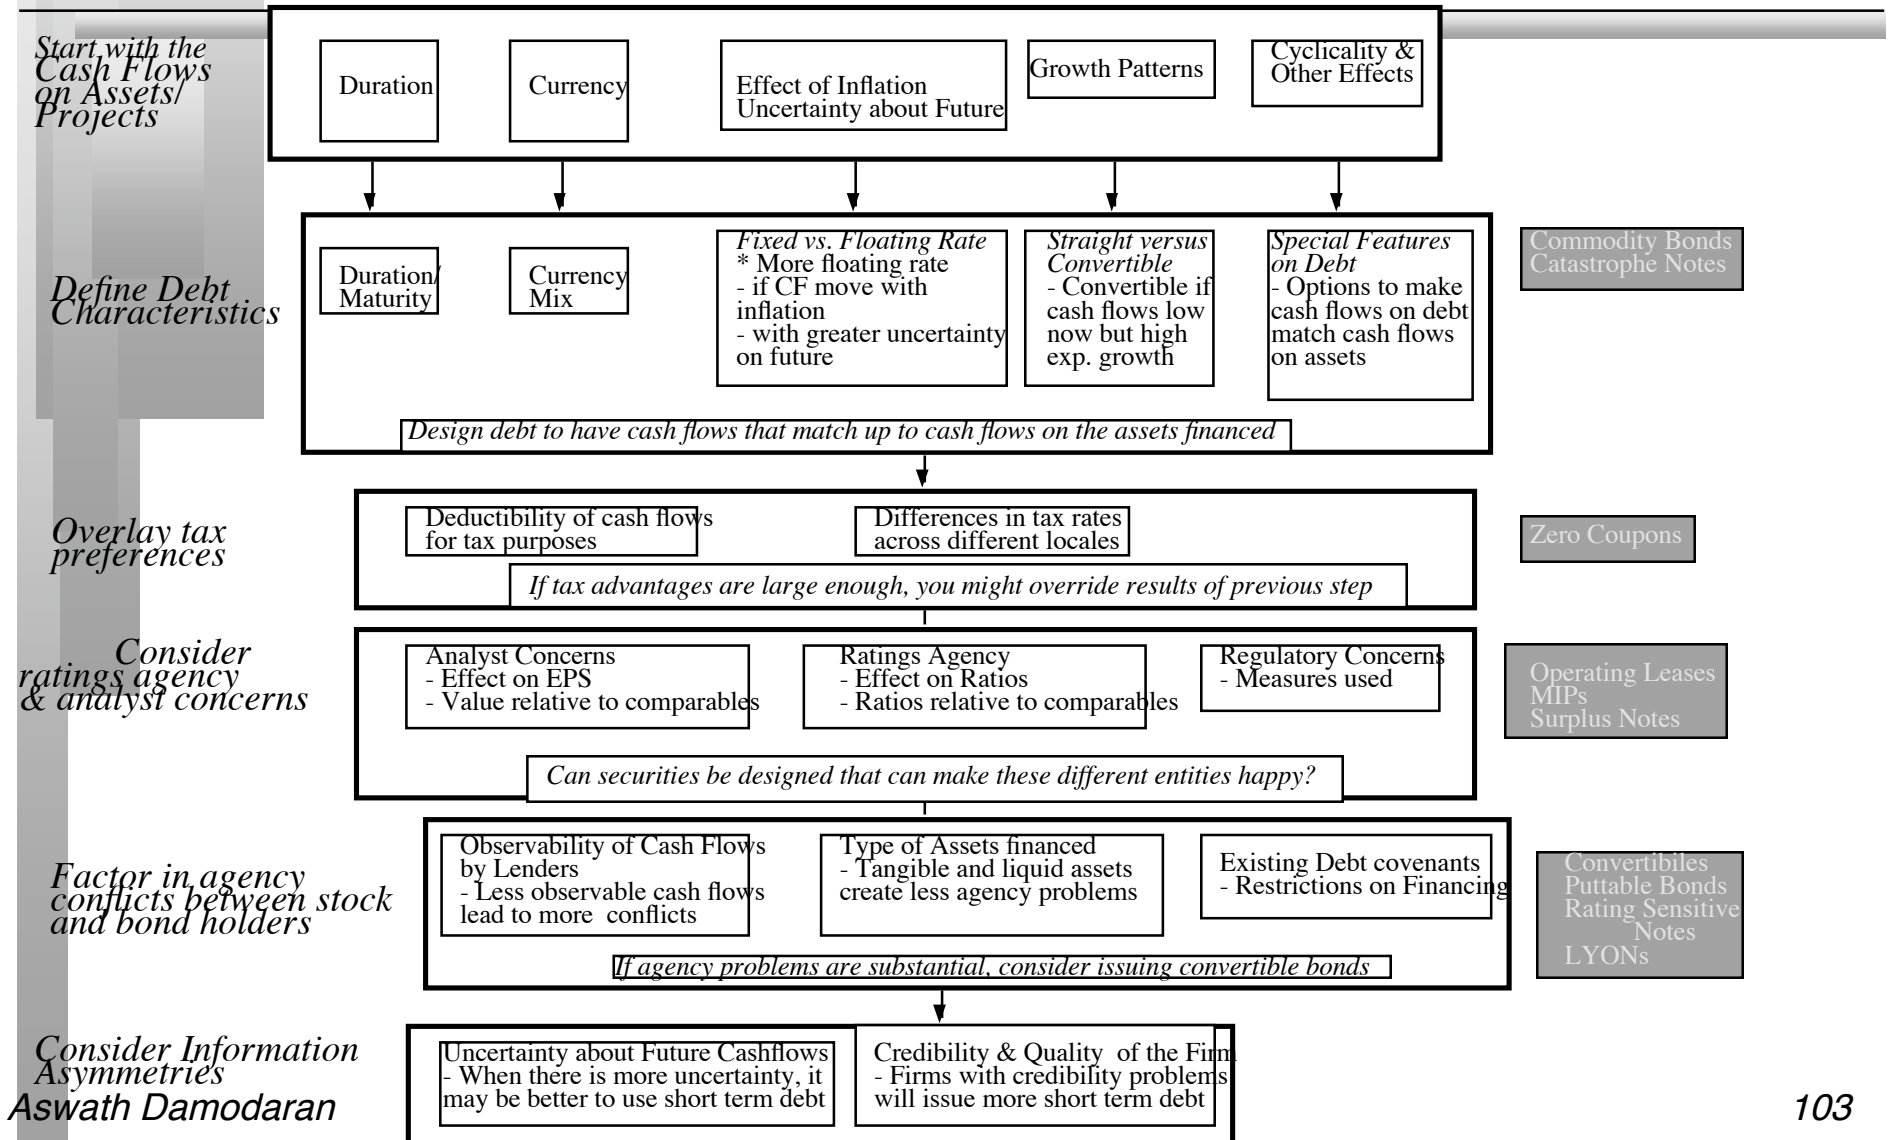 Start with the
Cash Flows
on Assets/
Projects
Duration
Currency
Effect of Inflation
Uncertainty about Future
Growth Patterns
Cyclicality &
Other Effects
Define Debt
Characteristics
Duration/
Maturity
Currency
Mix
Fixed vs. Floating Rate
* More floating rate
- if CF move with
inflation
- with greater uncertainty
on future
Straight versus
Convertible
- Convertible if
cash flows low
now but high
exp. growth
Special Features
on Debt
- Options to make
cash flows on debt
match cash flows
on assets
Commodity Bonds
Catastrophe Notes
Design debt to have cash flows that match up to cash flows on the assets financed
Overlay tax
preferences
Deductibility of cash flows
for tax purposes
Differences in tax rates
across different locales
Zero Coupons
If tax advantages are large enough, you might override results of previous step
Consider
ratings agency
& analyst concerns
Analyst Concerns
- Effect on EPS
- Value relative to comparables
Ratings Agency
- Effect on Ratios
- Ratios relative to comparables
Regulatory Concerns
- Measures used
Operating Leases
MIPs
Surplus Notes
Can securities be designed that can make these different entities happy?
Factor in agency
conflicts between stock
and bond holders
Observability of Cash Flows
by Lenders
- Less observable cash flows
lead to more conflicts
Type of Assets financed
- Tangible and liquid assets
create less agency problems
Existing Debt covenants
- Restrictions on Financing
Convertibiles
Puttable Bonds
Rating Sensitive
Notes
LYONs
If agency problems are substantial, consider issuing convertible bonds
Consider Information
Asymmetries
Uncertainty about Future Cashflows
- When there is more uncertainty, it
may be better to use short term debt
Credibility & Quality of the Firm
- Firms with credibility problems
will issue more short term debt
Aswath Damodaran
103